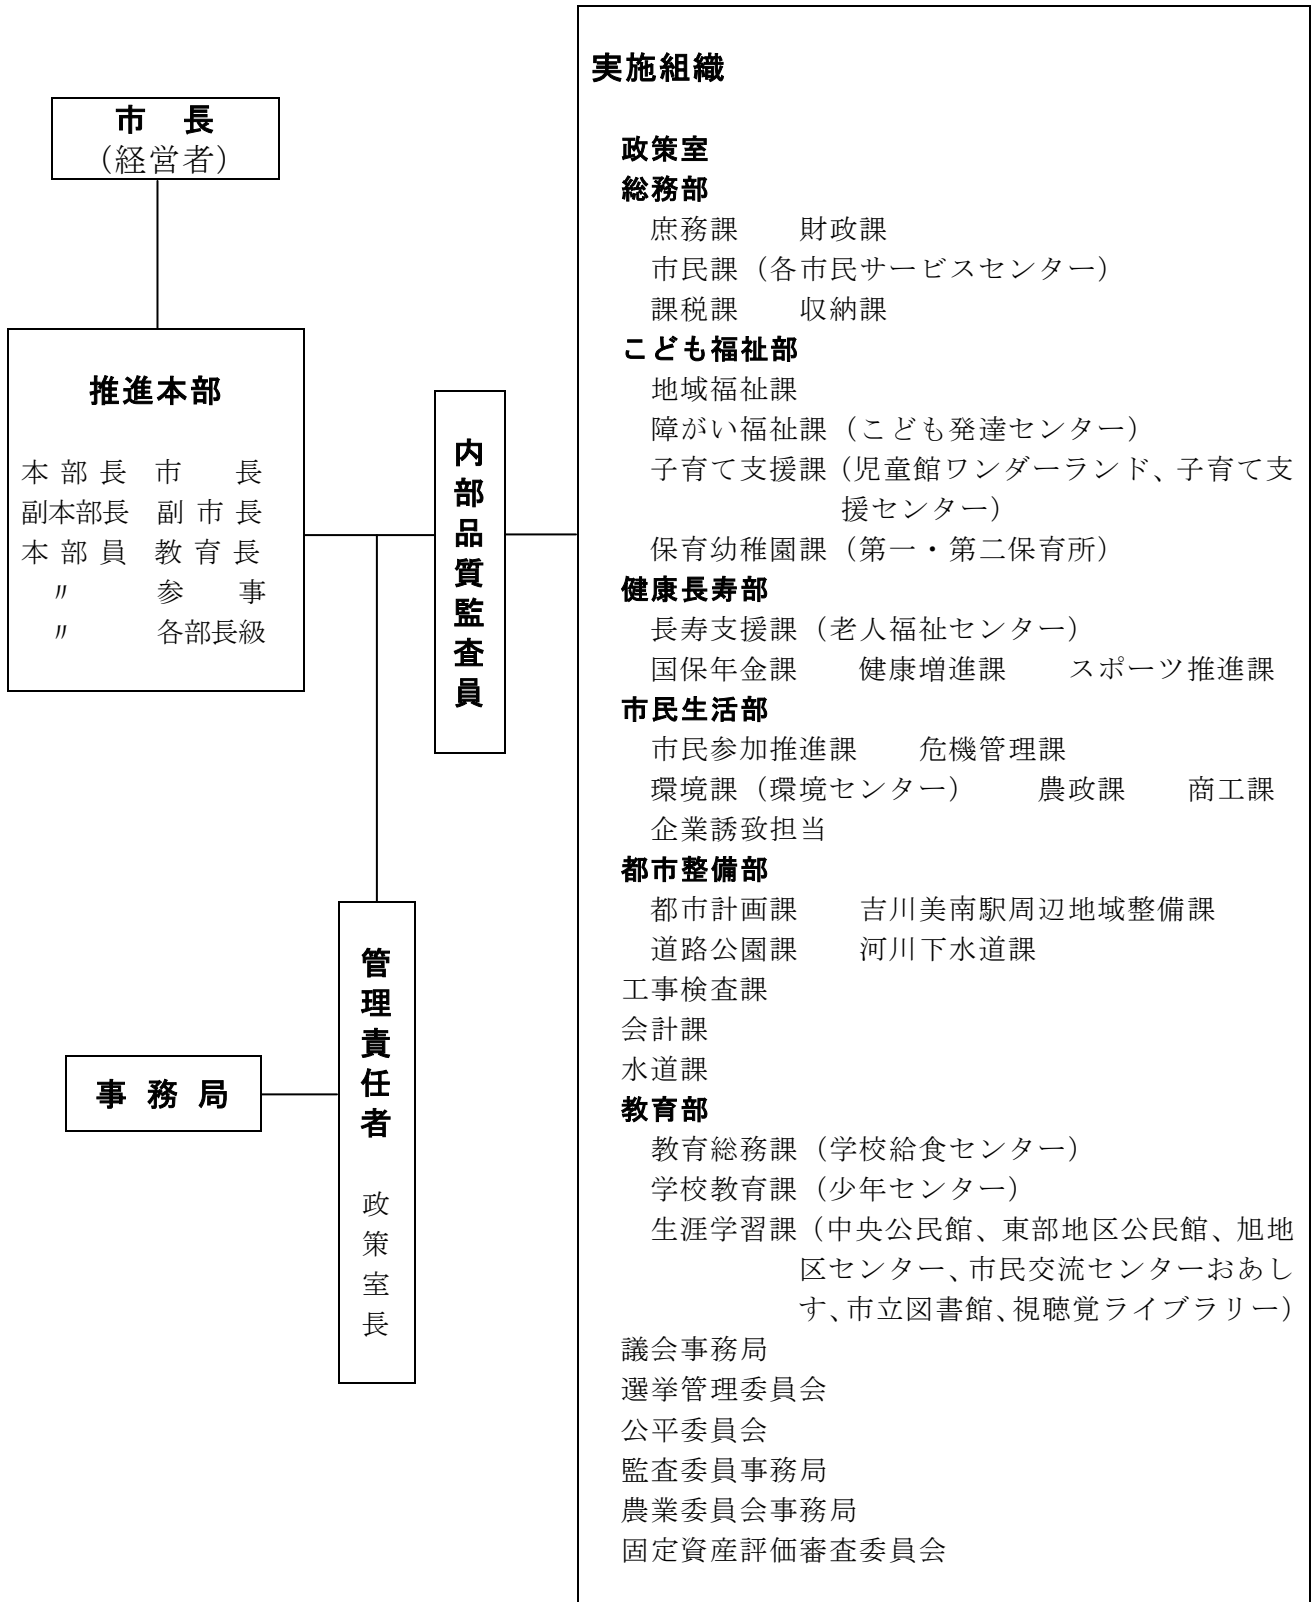 市　長
（経営者）
推進本部
本 部 長　市　　長
副本部長　副 市 長
本 部 員　教 育 長
〃　　　参　　事
〃　　　各部長級
内部品質監査員
管理責任者　政策室長
事 務 局
実施組織
政策室
総務部
庶務課　　財政課
市民課（各市民サービスセンター）
課税課　　収納課
こども福祉部
地域福祉課
障がい福祉課（こども発達センター）
子育て支援課（児童館ワンダーランド、子育て支
援センター）
保育幼稚園課（第一・第二保育所）
健康長寿部
長寿支援課（老人福祉センター）
国保年金課　　健康増進課　　スポーツ推進課
市民生活部
市民参加推進課　　危機管理課
環境課（環境センター）　　農政課　　商工課
企業誘致担当
都市整備部
都市計画課　　吉川美南駅周辺地域整備課
道路公園課　　河川下水道課
工事検査課
会計課
水道課
教育部
教育総務課（学校給食センター）
学校教育課（少年センター）
生涯学習課（中央公民館、東部地区公民館、旭地
区センター、市民交流センターおあし
す、市立図書館、視聴覚ライブラリー）
議会事務局
選挙管理委員会
公平委員会
監査委員事務局
農業委員会事務局
固定資産評価審査委員会